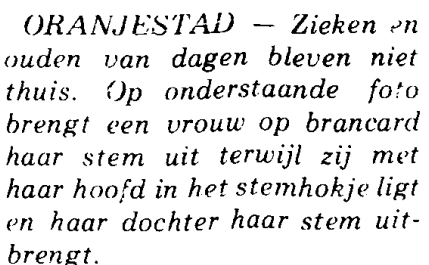 ORANJESTAD — Zieken en
ouden van dagen bleven niet
thuis. Op onderstaande foto
brengt een vrouw op brancard
haar stem uit terwijl zij met
haar hoofd in het stemhokje ligt
en haar dochter haar stem uit-
brengt.